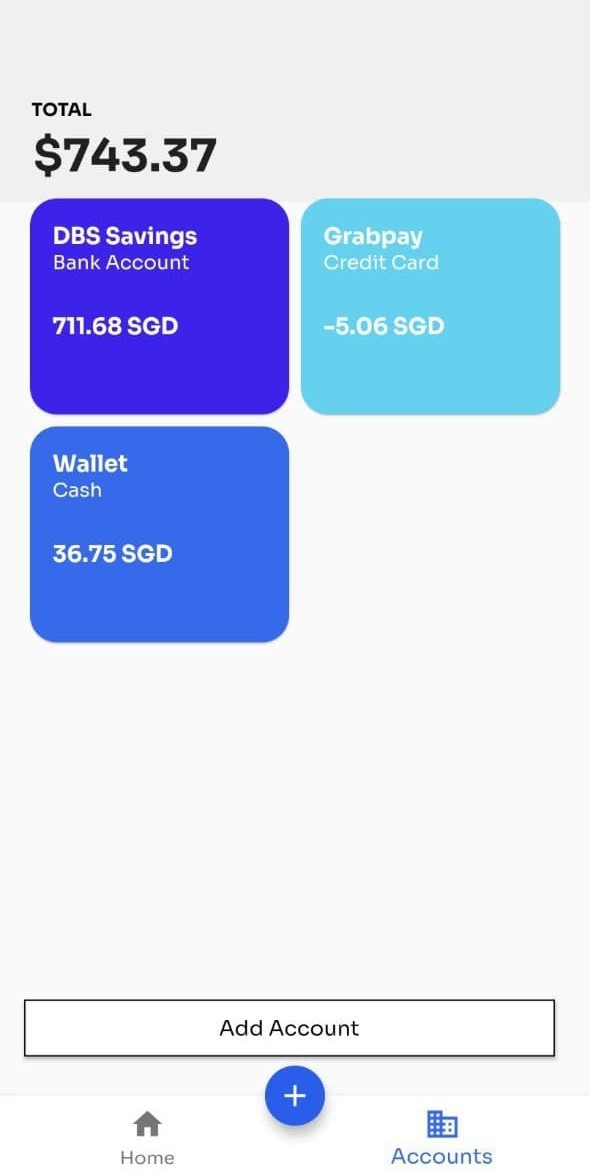 TOTAL
$743.37
DBS Savings
Bank Account
711.68 SGD
Grabpay
Credit Card
-5.06 SGD
Wallet
Cash
36.75 SGD
Add Account
+
Home
Accounts